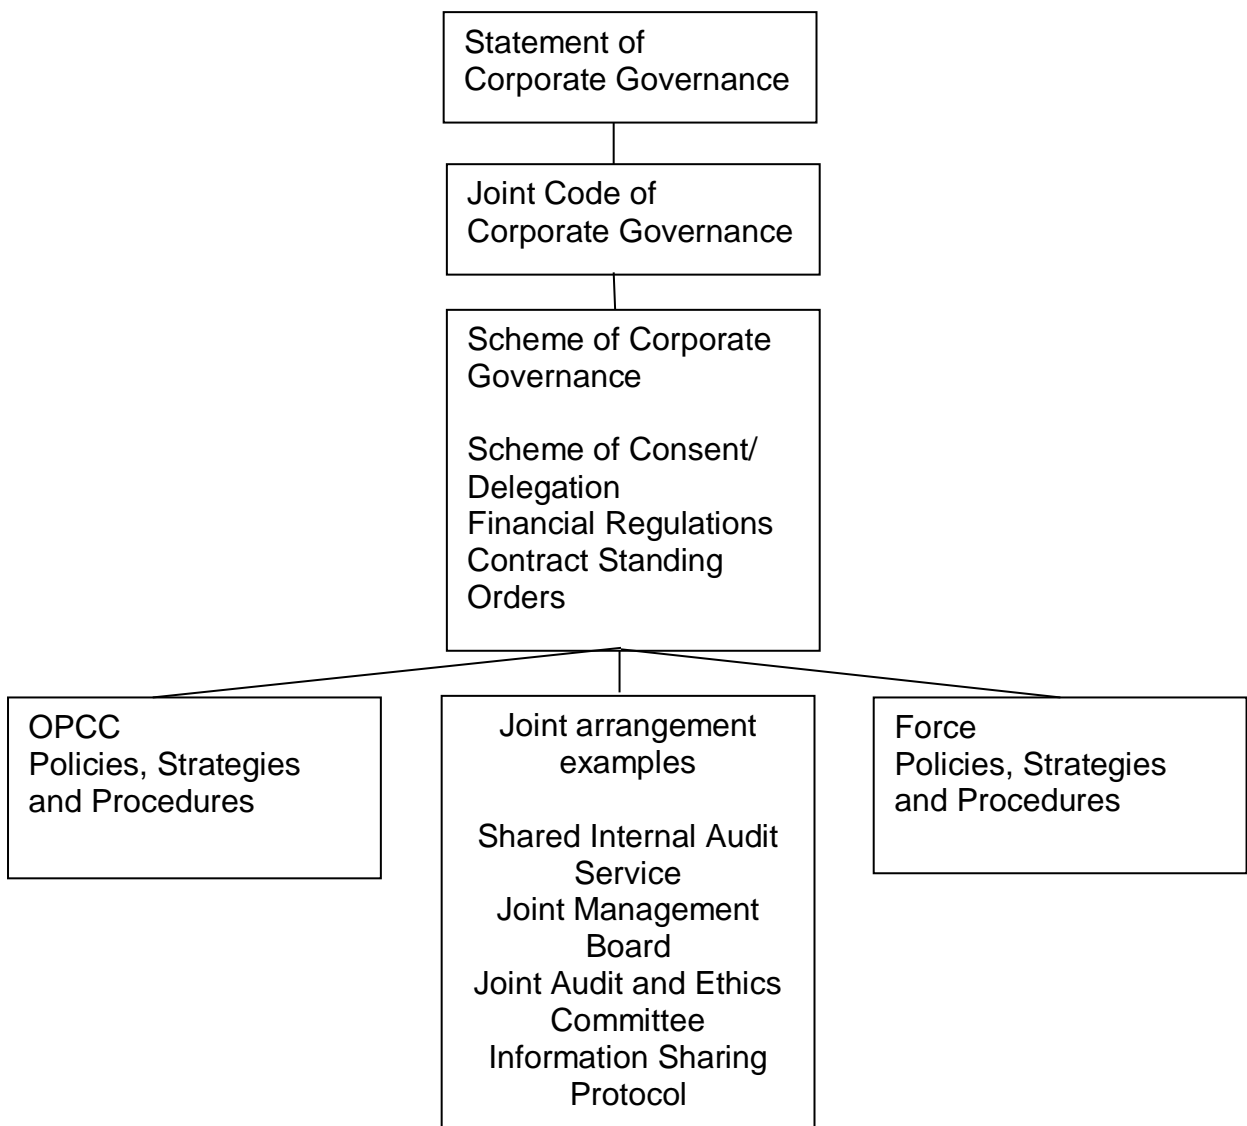 Statement of
Corporate Governance
Joint Code of
Corporate Governance
Scheme of Corporate
Governance
Scheme of Consent/
Delegation
Financial Regulations
Contract Standing
Orders
OPCC
Policies, Strategies
and Procedures
Joint arrangement
examples
Shared Internal Audit
Service
Joint Management
Board
Joint Audit and Ethics
Committee
Information Sharing
Protocol
Force
Policies, Strategies
and Procedures